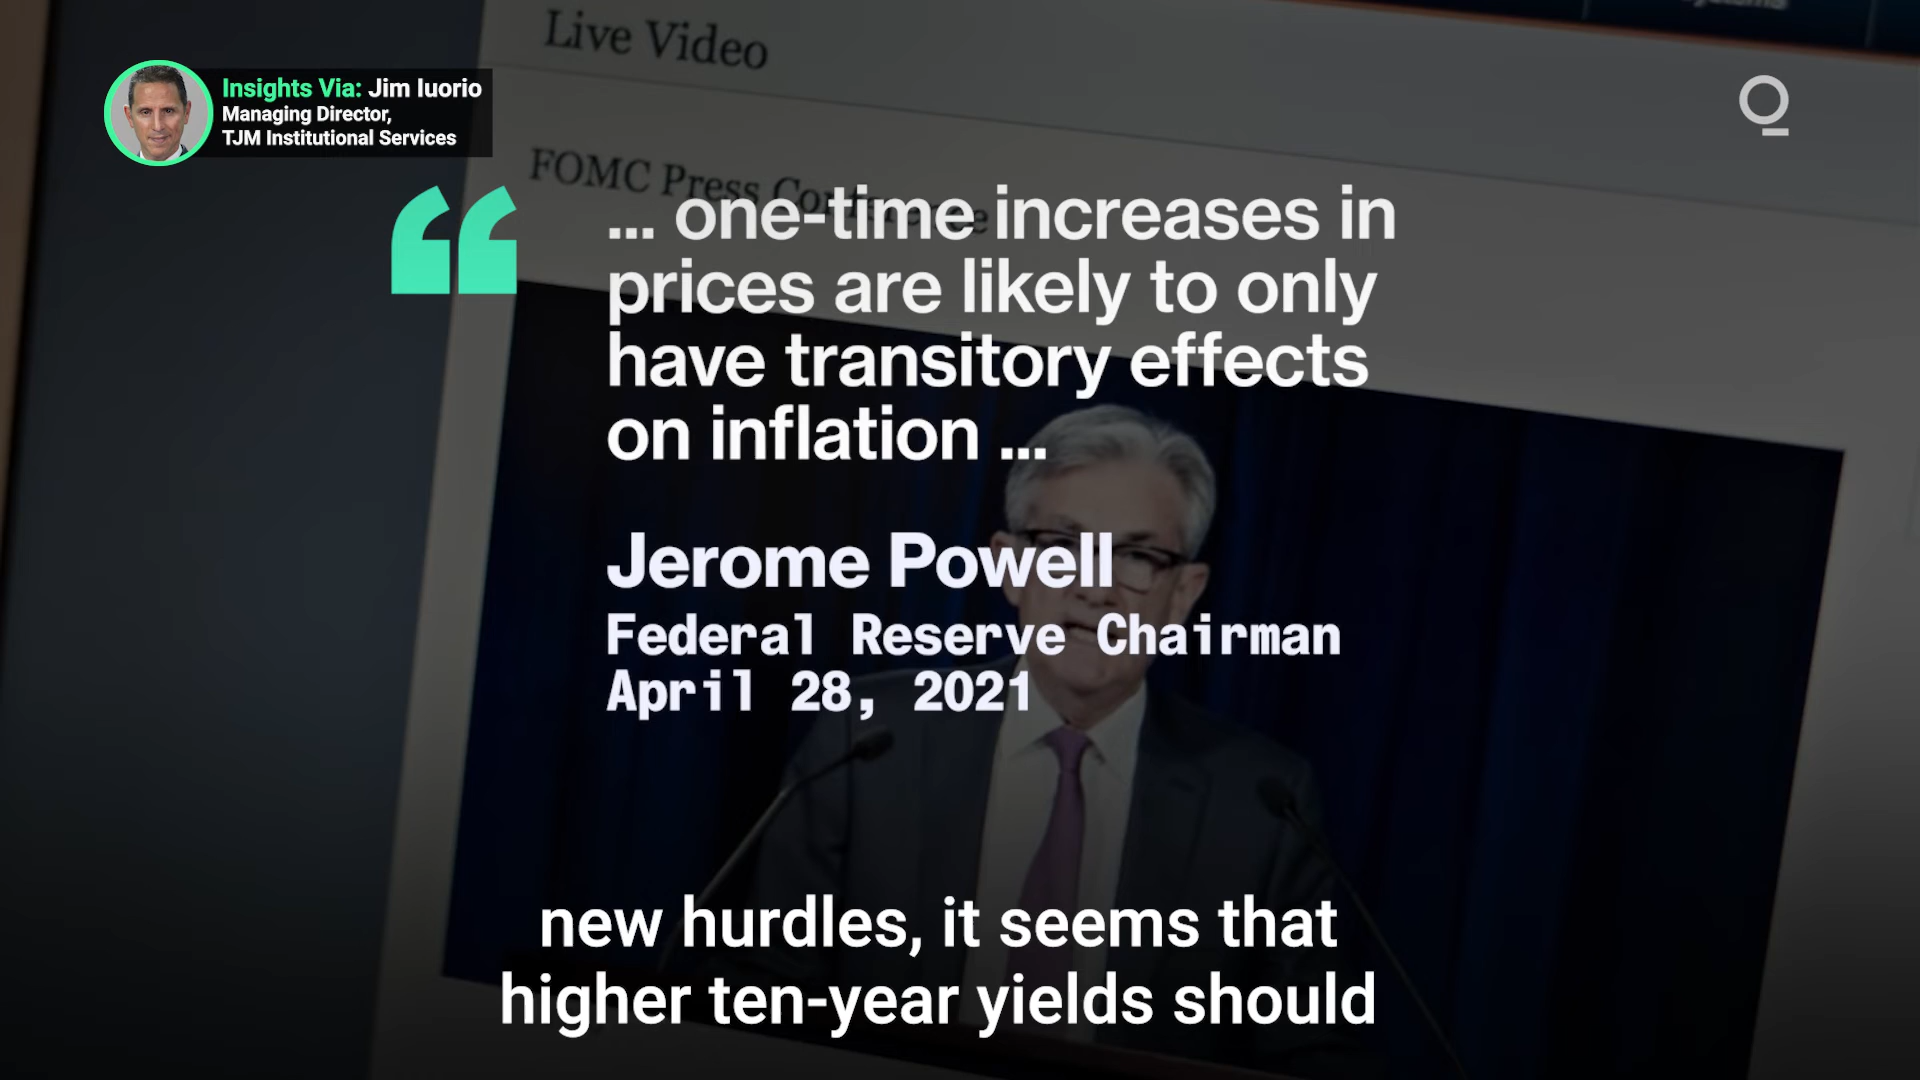 Live Video
Insights Via: Jim Iuorio
Managing Director,
TJM Institutional Services
FOMC Press Conference
... one-time increases in
prices are likely to only
have transitory effects
on inflation ...
Jerome Powell
Federal Reserve Chairman
April 28, 2021
new hurdles, it seems that
higher ten-year yields should